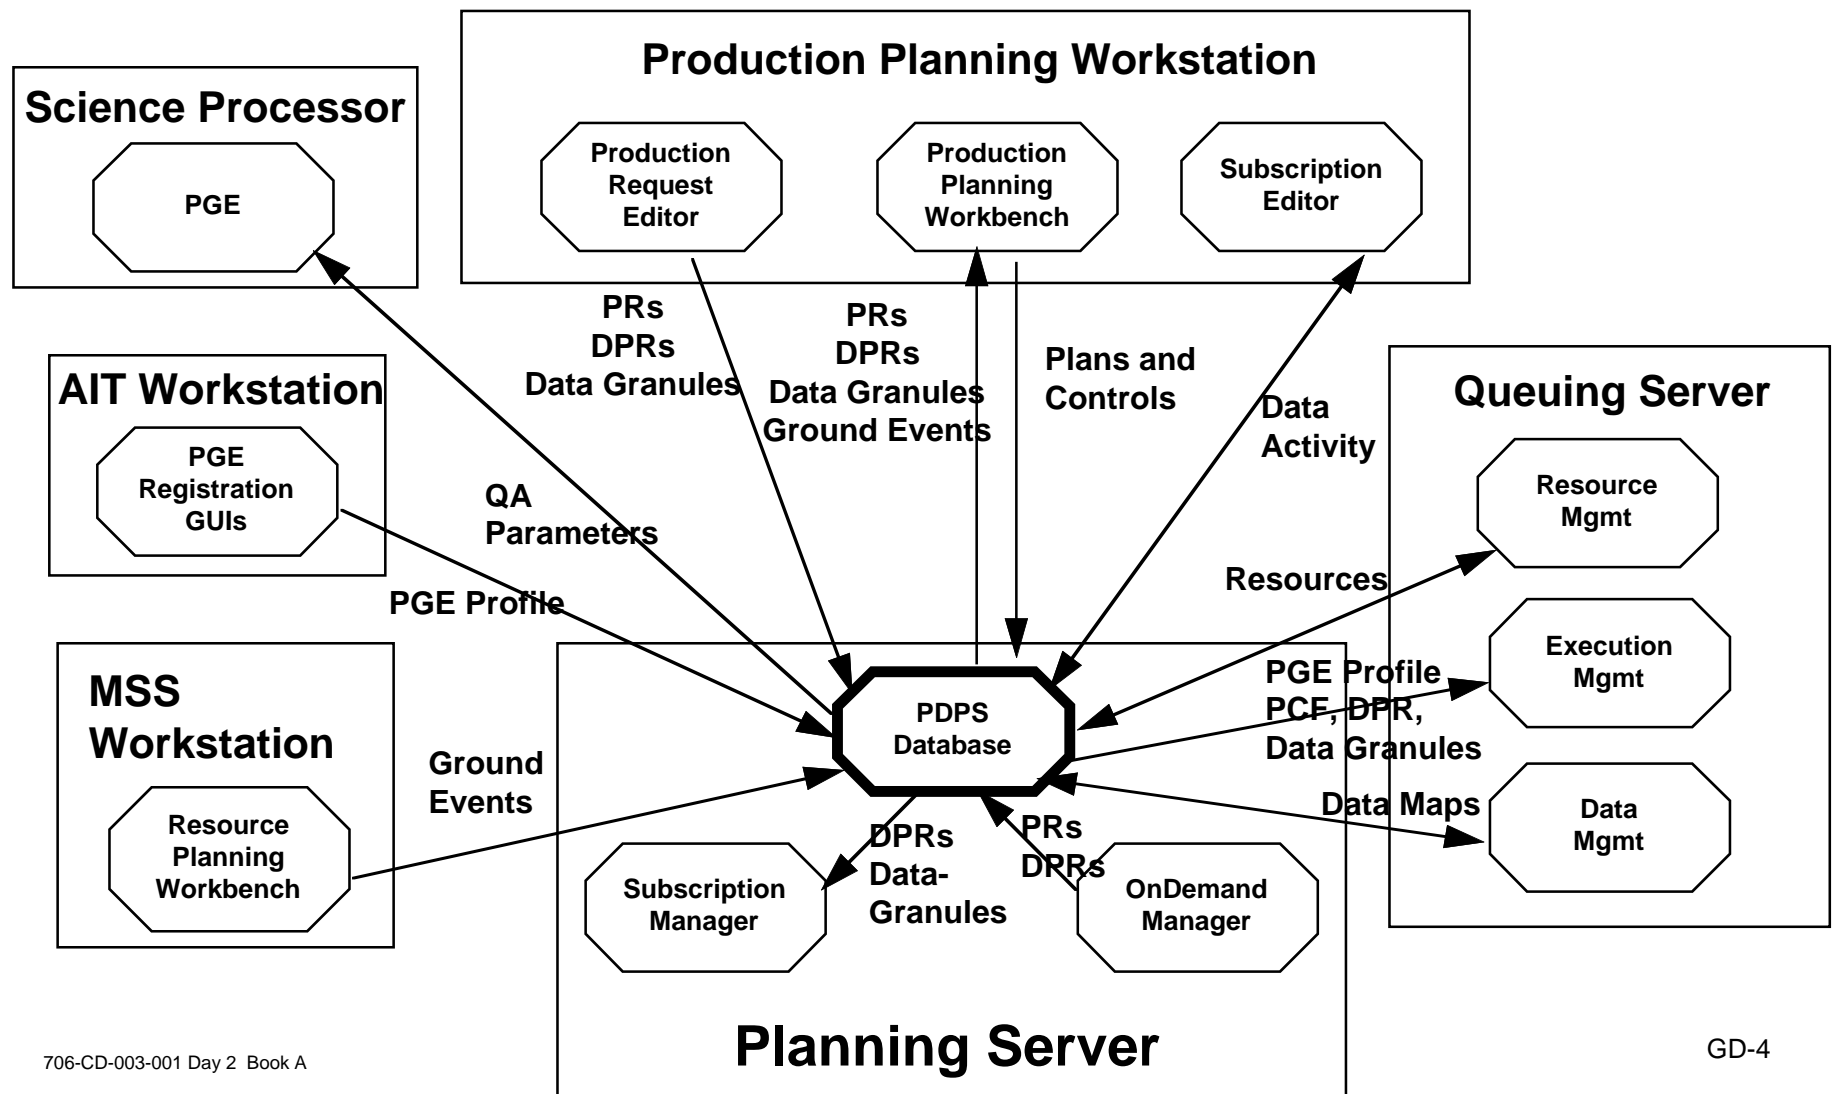 Production Planning Workstation
Science Processor
PGE
Production
Request
Editor
Production
Planning
Workbench
Subscription
Editor
PRs
DPRs
Data Granules
PRs
DPRs
Data Granules
Ground Events
Plans and
Controls
Data
Activity
AIT Workstation
PGE
Registration
GUIs
QA
Parameters
PGE Profile
Queuing Server
Resource
Mgmt
Resources
Execution
Mgmt
PGE Profile
PCF, DPR,
Data Granules
Data Maps
Data
Mgmt
MSS
Workstation
Resource
Planning
Workbench
Ground
Events
PDPS
Database
DPRs
Data-
Granules
PRs
DPRs
Subscription
Manager
OnDemand
Manager
Planning Server
706-CD-003-001 Day 2 Book A
GD-4